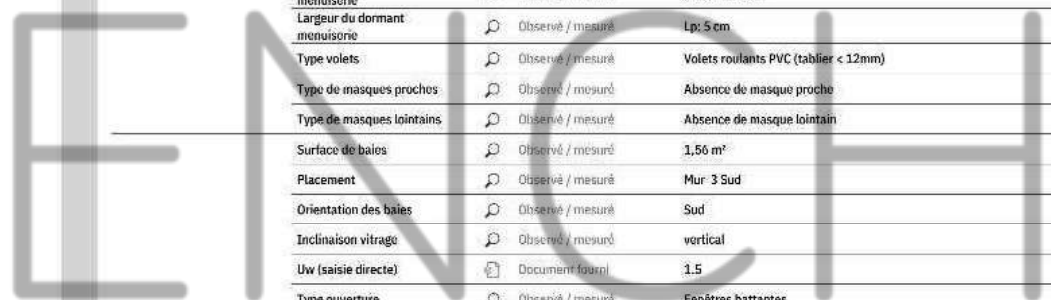 menuiserie
Largeur du dormant Observé / mesuré Lp: 5 cm
menuiserie
Type volets Observé / mesuré Volets roulants PVC (tablier < 12mm)
Type de masques proches Observé / mesuré Absence de masque proche
Type de masques lointains Observé / mesuré Absence de masque lointain
Surface de baies Observé / mesuré 1,56 m²
Placement Observé / mesuré Mur 3 Sud
Orientation des baies Observé / mesuré Sud
Inclinaison vitrage Observé / mesuré vertical
Uw (saisie directe) Document fourni 1.5
Type ouverture Observé / mesuré Fenêtres battantes
ENCH